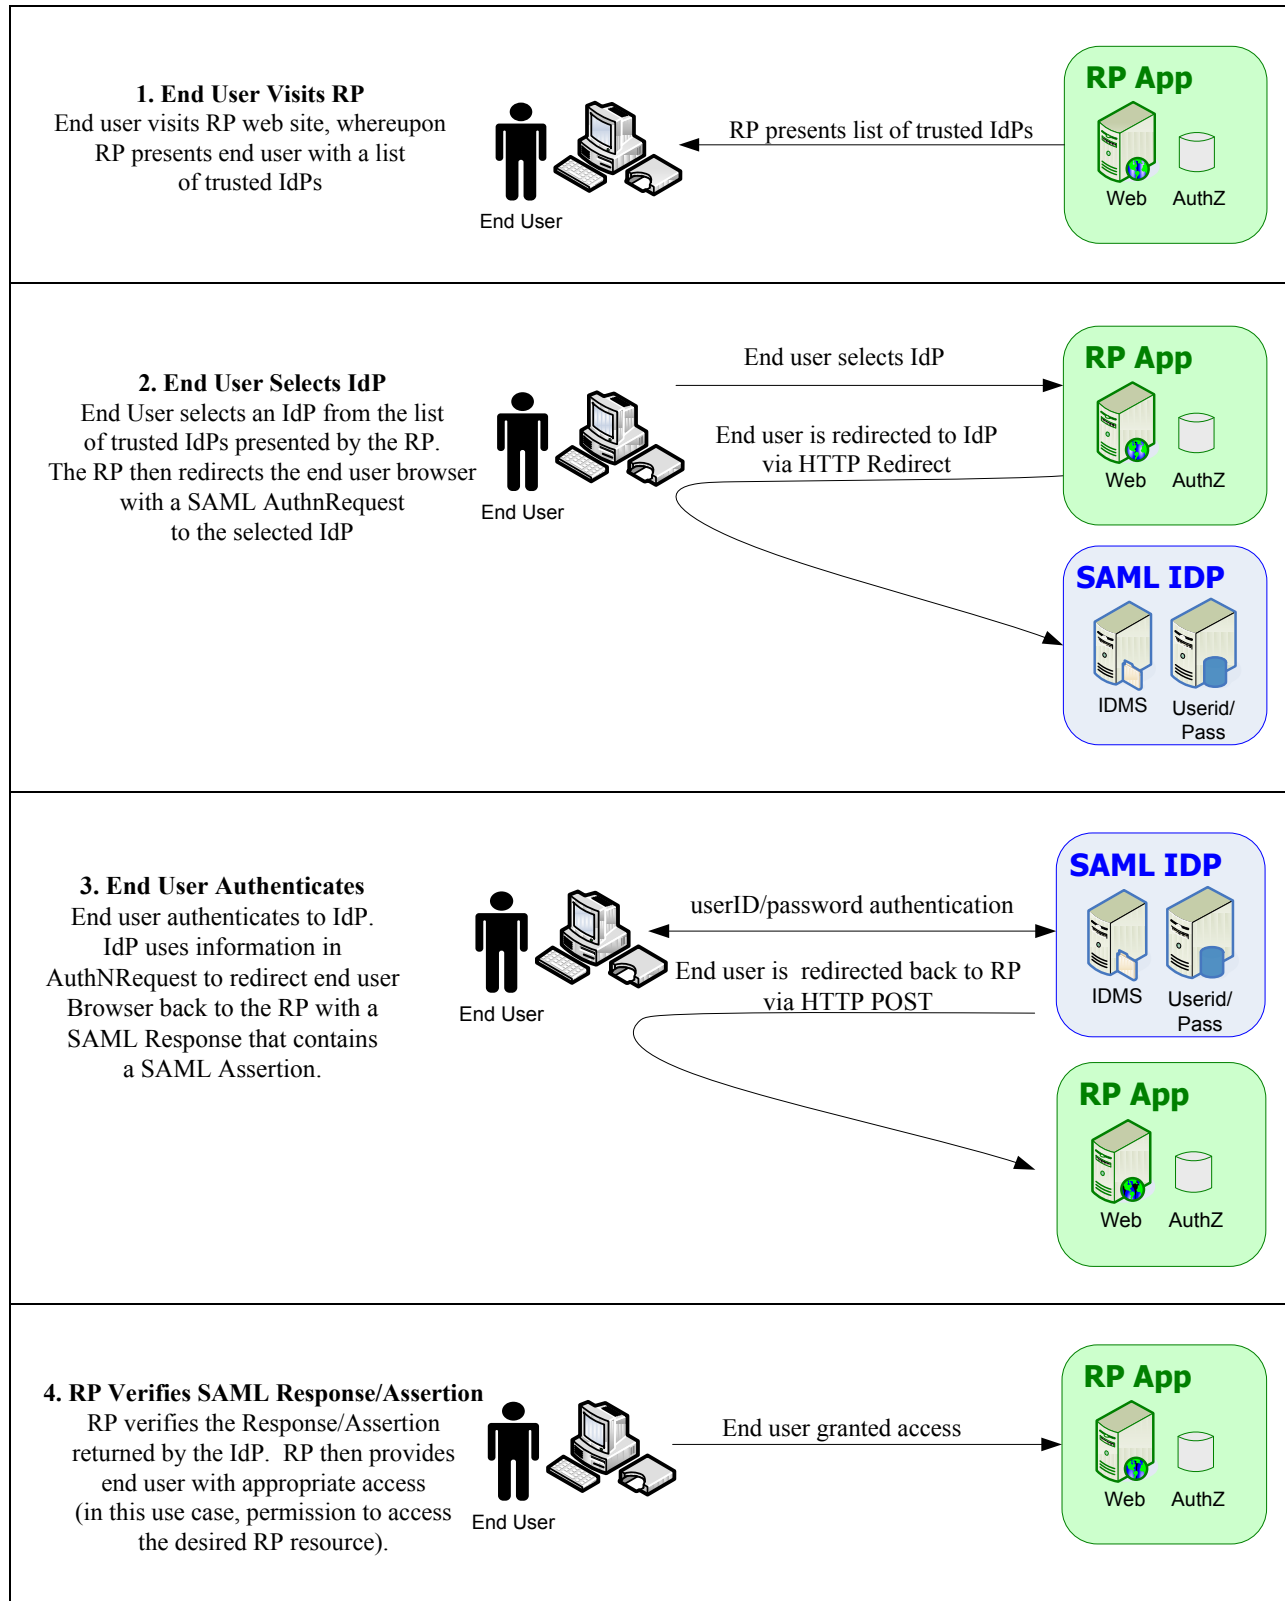 1. End User Visits RP
End user visits RP web site, whereupon
RP presents end user with a list
of trusted IdPs
End User
RP presents list of trusted IdPs
RP App
Web
AuthZ
2. End User Selects IdP
End User selects an IdP from the list
of trusted IdPs presented by the RP.
The RP then redirects the end user browser
with a SAML AuthnRequest
to the selected IdP
End User
End user selects IdP
End user is redirected to IdP
via HTTP Redirect
RP App
Web
AuthZ
SAML IDP
IDMS
Userid/
Pass
3. End User Authenticates
End user authenticates to IdP.
IdP uses information in
AuthNRequest to redirect end user
Browser back to the RP with a
SAML Response that contains
a SAML Assertion.
End User
userID/password authentication
End user is  redirected back to RP
via HTTP POST
SAML IDP
IDMS
Userid/
Pass
RP App
Web
AuthZ
4. RP Verifies SAML Response/Assertion
RP verifies the Response/Assertion
returned by the IdP.  RP then provides
end user with appropriate access
(in this use case, permission to access
the desired RP resource).
End User
End user granted access
RP App
Web
AuthZ